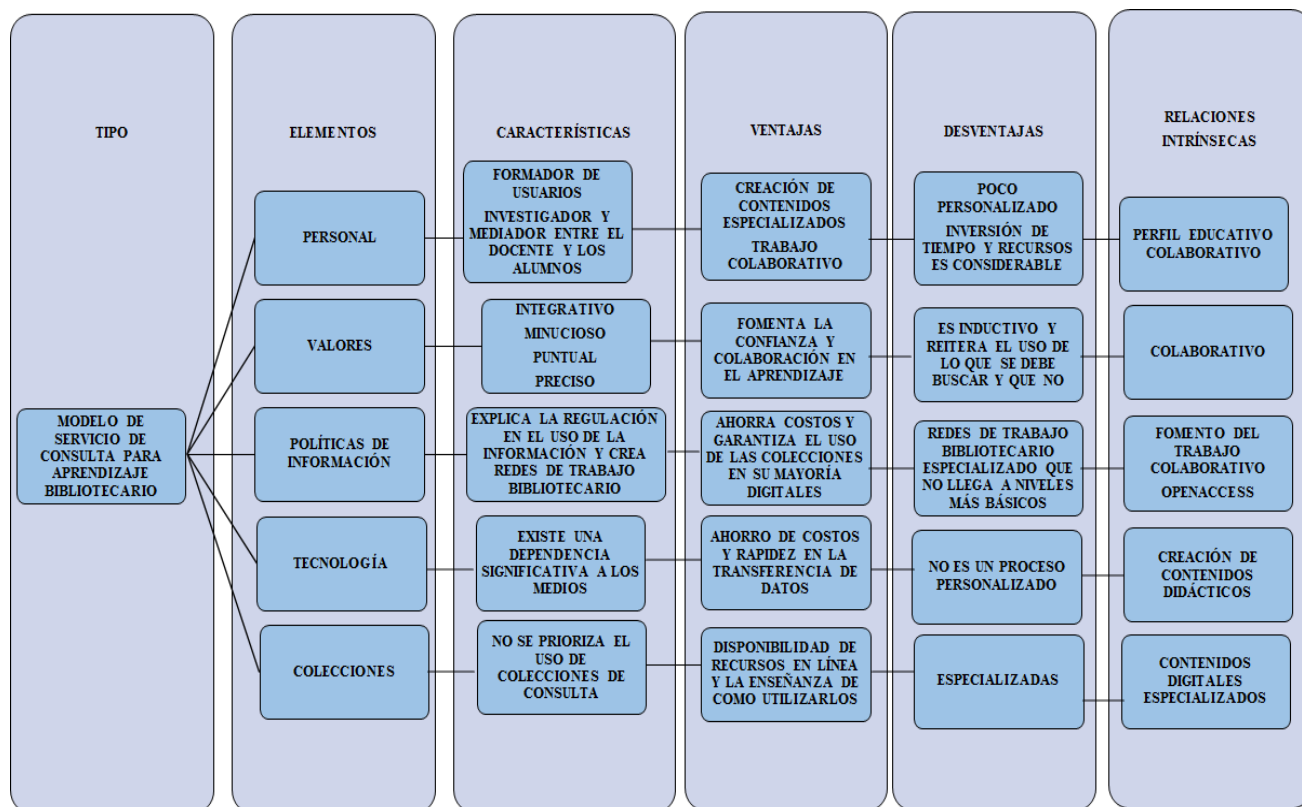 TIPO
ELEMENTOS
CARACTERÍSTICAS
VENTAJAS
DESVENTAJAS
RELACIONES
INTRÍNSECAS
MODELO DE
SERVICIO DE
CONSULTA PARA
APRENDIZAJE
BIBLIOTECARIO
PERSONAL
FORMADOR DE
USUARIOS
INVESTIGADOR Y
MEDIADOR ENTRE EL
DOCENTE Y LOS
ALUMNOS
CREACIÓN DE
CONTENIDOS
ESPECIALIZADOS
TRABAJO
COLABORATIVO
POCO
PERSONALIZADO
INVERSIÓN DE
TIEMPO Y RECURSOS
ES CONSIDERABLE
PERFIL EDUCATIVO
COLABORATIVO
VALORES
INTEGRATIVO
MINUCIOSO
PUNTUAL
PRECISO
FOMENTA LA
CONFIANZA Y
COLABORACIÓN EN
EL APRENDIZAJE
ES INDUCTIVO Y
REITERA EL USO DE
LO QUE SE DEBE
BUSCAR Y QUE NO
COLABORATIVO
POLÍTICAS DE
INFORMACIÓN
EXPLICA LA REGULACIÓN
EN EL USO DE LA
INFORMACIÓN Y CREA
REDES DE TRABAJO
BIBLIOTECARIO
AHORRA COSTOS Y
GARANTIZA EL USO
DE LAS COLECCIONES
EN SU MAYORÍA
DIGITALES
REDES DE TRABAJO
BIBLIOTECARIO
ESPECIALIZADO QUE
NO LLEGA A NIVELES
MÁS BÁSICOS
FOMENTO DEL
TRABAJO
COLABORATIVO
OPENACCESS
TECNOLOGÍA
EXISTE UNA
DEPENDENCIA
SIGNIFICATIVA A LOS
MEDIOS
AHORRO DE COSTOS
Y RAPIDEZ EN LA
TRANSFERENCIA DE
DATOS
NO ES UN PROCESO
PERSONALIZADO
CREACIÓN DE
CONTENIDOS
DIDÁCTICOS
COLECCIONES
NO SE PRIORIZA EL
USO DE
COLECCIONES DE
CONSULTA
DISPONIBILIDAD DE
RECURSOS EN LÍNEA
Y LA ENSEÑANZA DE
COMO UTILIZARLOS
ESPECIALIZADAS
CONTENIDOS
DIGITALES
ESPECIALIZADOS